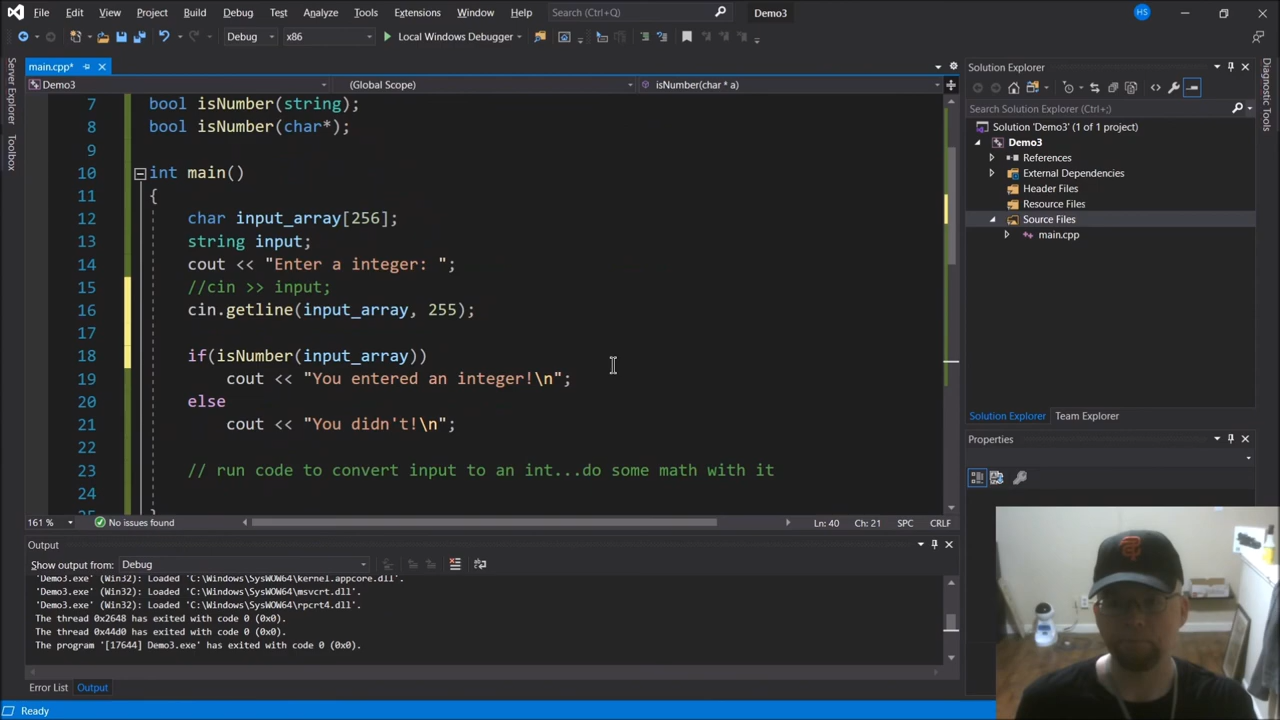 File Edit View Project Build Debug Test Analyze Tools Extensions Window Help Search (Ctrl+Q) Demo3 HS
Debug x86 Local Windows Debugger
Server Explorer
Toolbox
main.cpp*
Demo3 (Global Scope) isNumber(char * a)
7 bool isNumber(string);
8 bool isNumber(char*);
9
10 int main()
11 {
12 char input_array[256];
13 string input;
14 cout << "Enter a integer: ";
15 //cin >> input;
16 cin.getline(input_array, 255);
17
18 if(isNumber(input_array))
19 cout << "You entered an integer!\n";
20 else
21 cout << "You didn't!\n";
22
23 // run code to convert input to an int...do some math with it
24
25 }
161 % No issues found Ln: 40 Ch: 21 SPC CRLF
Output
Show output from: Debug
'Demo3.exe' (Win32): Loaded 'C:\Windows\SysWOW64\kernel.appcore.dll'.
'Demo3.exe' (Win32): Loaded 'C:\Windows\SysWOW64\msvcrt.dll'.
'Demo3.exe' (Win32): Loaded 'C:\Windows\SysWOW64\rpcrt4.dll'.
The thread 0x2648 has exited with code 0 (0x0).
The thread 0x44d0 has exited with code 0 (0x0).
The program '[17644] Demo3.exe' has exited with code 0 (0x0).
Error List Output
Ready
Solution Explorer
Search Solution Explorer (Ctrl+;)
Solution 'Demo3' (1 of 1 project)
Demo3
References
External Dependencies
Header Files
Resource Files
Source Files
main.cpp
Solution Explorer Team Explorer
Properties
Diagnostic Tools